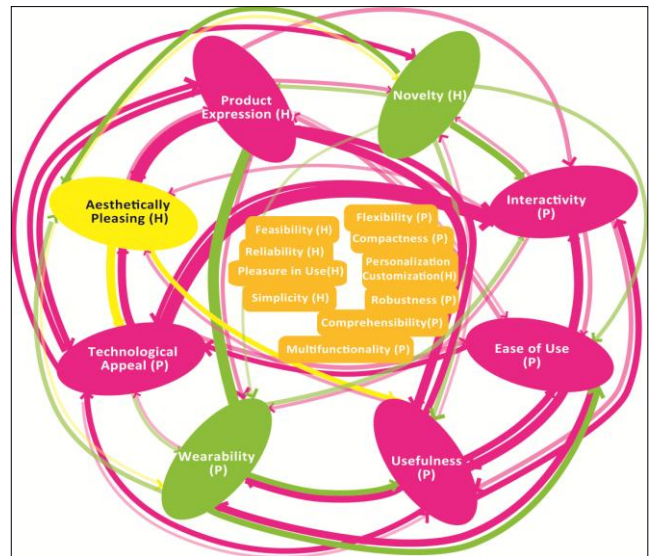 Product
Expression (H)
Novelty (H)
Aesthetically
Pleasing (H)
Interactivity
(P)
Feasibility (H)
Flexibility (P)
Reliability (H)
Compactness (P)
Pleasure in Use(H)
Personalization
Customization(H)
Simplicity (H)
Robustness (P)
Comprehensibility(P)
Multifunctionality (P)
Technological
Appeal (P)
Ease of Use
(P)
Wearability
(P)
Usefulness
(P)